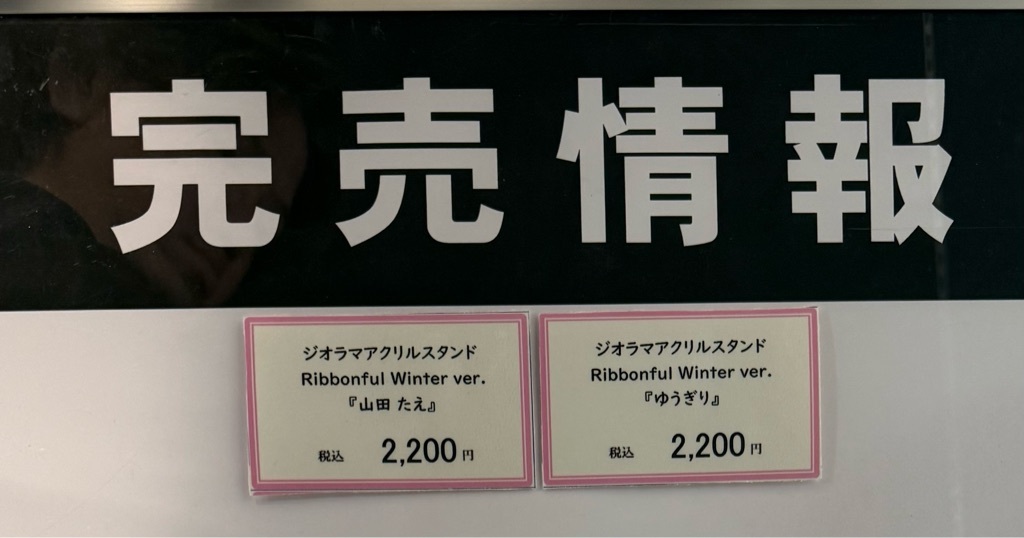 完売情報
ジオラマアクリルスタンド
Ribbonful Winter ver.
『山田 たえ』
税込 2,200円
ジオラマアクリルスタンド
Ribbonful Winter ver.
『ゆうぎり』
税込 2,200円